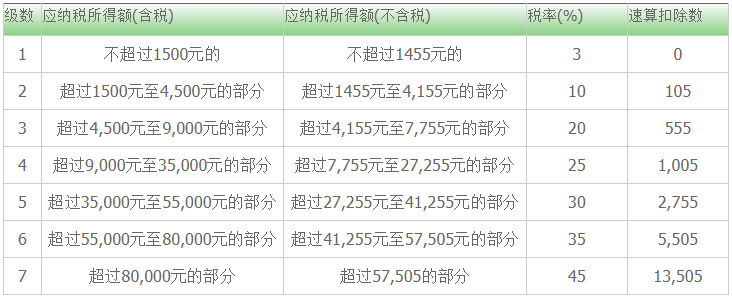 级数 应纳税所得额(含税) 应纳税所得额(不含税) 税率(%) 速算扣除数
1 不超过1500元的 不超过1455元的 3 0
2 超过1500元至4,500元的部分 超过1455元至4,155元的部分 10 105
3 超过4,500元至9,000元的部分 超过4,155元至7,755元的部分 20 555
4 超过9,000元至35,000元的部分 超过7,755元至27,255元的部分 25 1,005
5 超过35,000元至55,000元的部分 超过27,255元至41,255元的部分 30 2,755
6 超过55,000元至80,000元的部分 超过41,255元至57,505元的部分 35 5,505
7 超过80,000元的部分 超过57,505的部分 45 13,505